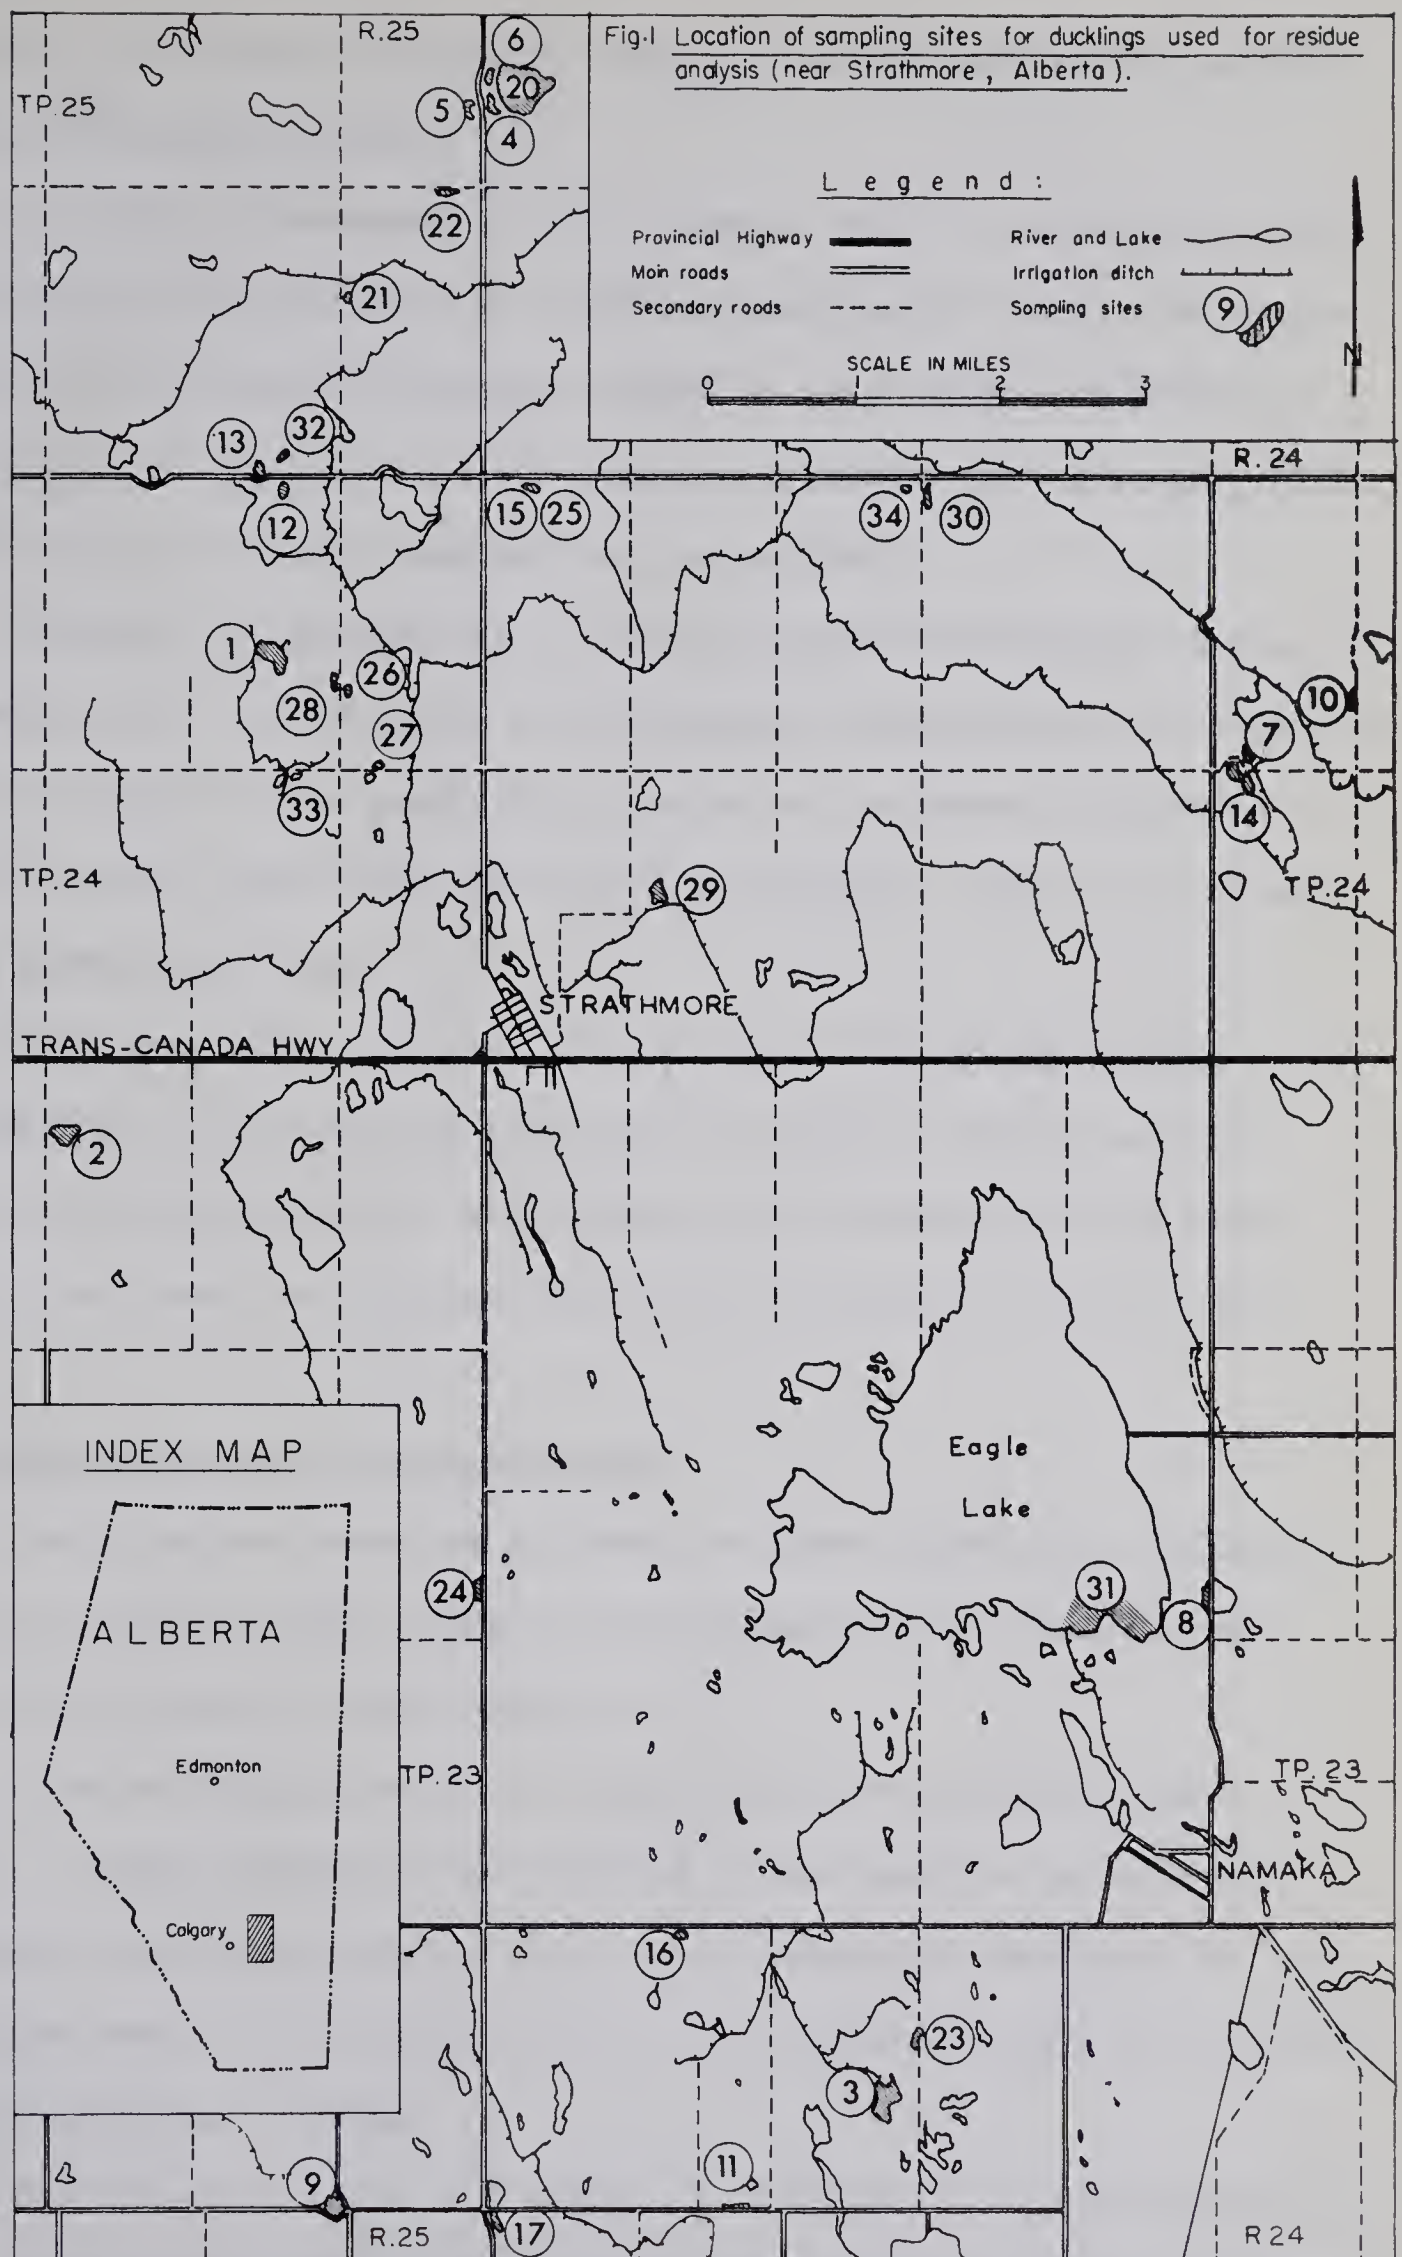 R.25
6
Fig.1 Location of sampling sites for ducklings used for residue
analysis (near Strathmore, Alberta).
20
TP.25
5
4
Legend:
22
Provincial Highway
River and Lake
Main roads
Irrigation ditch
21
Secondary roads
Sampling sites
9
SCALE IN MILES
N
0 1 2 3
32
13
R.24
12
15 25
34 30
1
26
28
10
27
7
33
14
TP.24
29
TP.24
STRATHMORE
TRANS-CANADA HWY
2
INDEX MAP
Eagle
Lake
24
31
8
ALBERTA
Edmonton
TP.23
TP.23
NAMAKA
Calgary
16
23
3
11
9
17
R.25
R 24